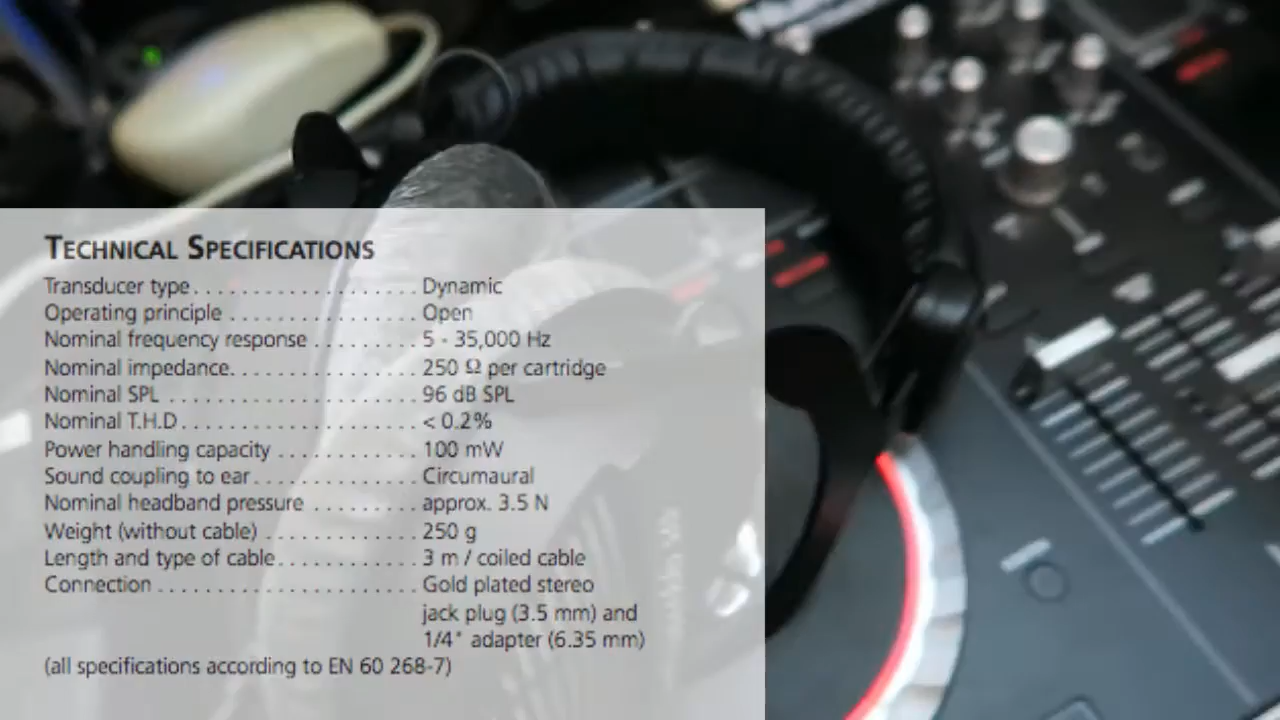 TECHNICAL SPECIFICATIONS
Transducer type . . . . . . . . . . . . . . . . . . . . Dynamic
Operating principle . . . . . . . . . . . . . . . . Open
Nominal frequency response . . . . . . . . . 5 - 35,000 Hz
Nominal impedance. . . . . . . . . . . . . . . . . 250 Ω per cartridge
Nominal SPL . . . . . . . . . . . . . . . . . . . . . . 96 dB SPL
Nominal T.H.D . . . . . . . . . . . . . . . . . . . . . < 0.2%
Power handling capacity . . . . . . . . . . . . 100 mW
Sound coupling to ear . . . . . . . . . . . . . . Circumaural
Nominal headband pressure . . . . . . . . . approx. 3.5 N
Weight (without cable) . . . . . . . . . . . . . 250 g
Length and type of cable . . . . . . . . . . . . 3 m / coiled cable
Connection . . . . . . . . . . . . . . . . . . . . . . . Gold plated stereo
jack plug (3.5 mm) and
1/4" adapter (6.35 mm)
(all specifications according to EN 60 268-7)